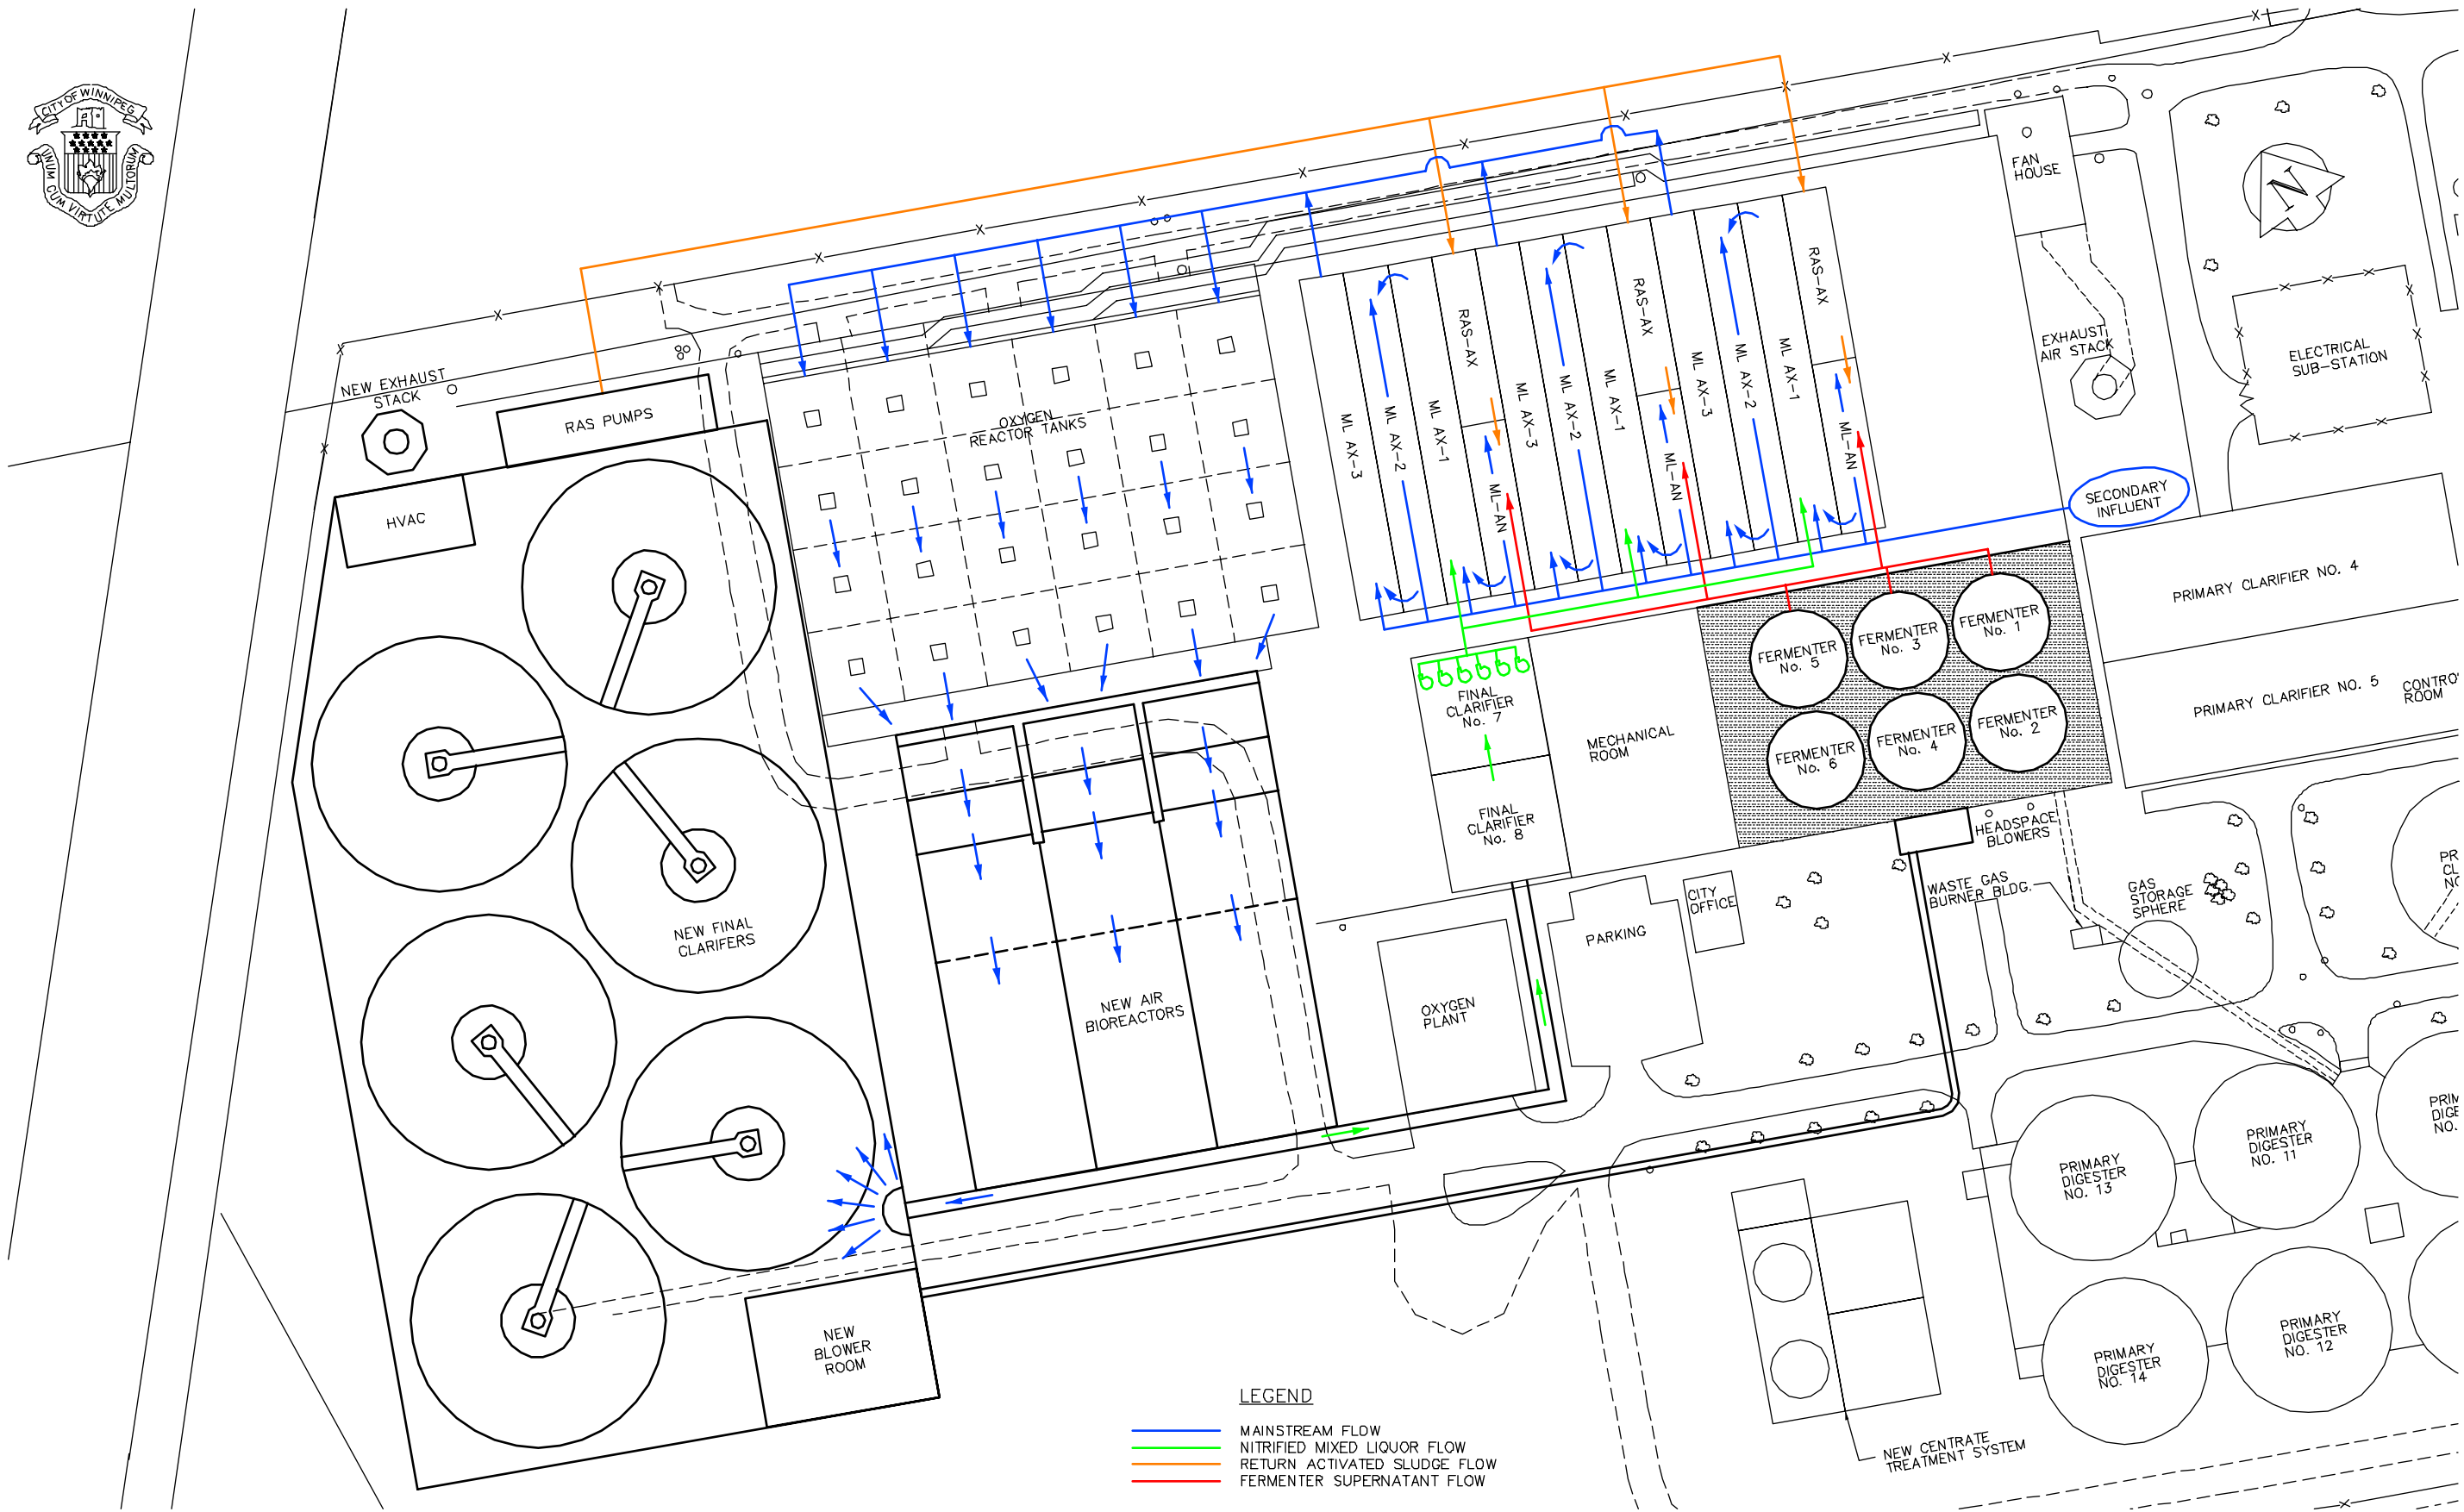 CITY OF WINNIPEG
UNUM CUM VIRTUTE MULTORUM
NEW EXHAUST
STACK
RAS PUMPS
HVAC
OXYGEN
REACTOR TANKS
NEW FINAL
CLARIFERS
NEW AIR
BIOREACTORS
NEW
BLOWER
ROOM
ML AX-3
ML AX-2
ML AX-1
RAS-AX
ML-AN
ML AX-3
ML AX-2
ML AX-1
RAS-AX
ML-AN
ML AX-3
ML AX-2
ML AX-1
RAS-AX
ML-AN
FAN
HOUSE
N
EXHAUST
AIR STACK
ELECTRICAL
SUB-STATION
SECONDARY
INFLUENT
PRIMARY CLARIFIER NO. 4
PRIMARY CLARIFIER NO. 5
ROOM
FERMENTER
No. 1
FERMENTER
No. 3
FERMENTER
No. 5
FERMENTER
No. 2
FERMENTER
No. 4
FERMENTER
No. 6
FINAL
CLARIFIER
No. 7
FINAL
CLARIFIER
No. 8
MECHANICAL
ROOM
HEADSPACE
BLOWERS
WASTE GAS
BURNER BLDG.
GAS
STORAGE
SPHERE
CITY
OFFICE
PARKING
OXYGEN
PLANT
PRIMARY
DIGESTER
NO. 11
PRIMARY
DIGESTER
NO. 13
PRIMARY
DIGESTER
NO. 12
PRIMARY
DIGESTER
NO. 14
NEW CENTRATE
TREATMENT SYSTEM
LEGEND
MAINSTREAM FLOW
NITRIFIED MIXED LIQUOR FLOW
RETURN ACTIVATED SLUDGE FLOW
FERMENTER SUPERNATANT FLOW